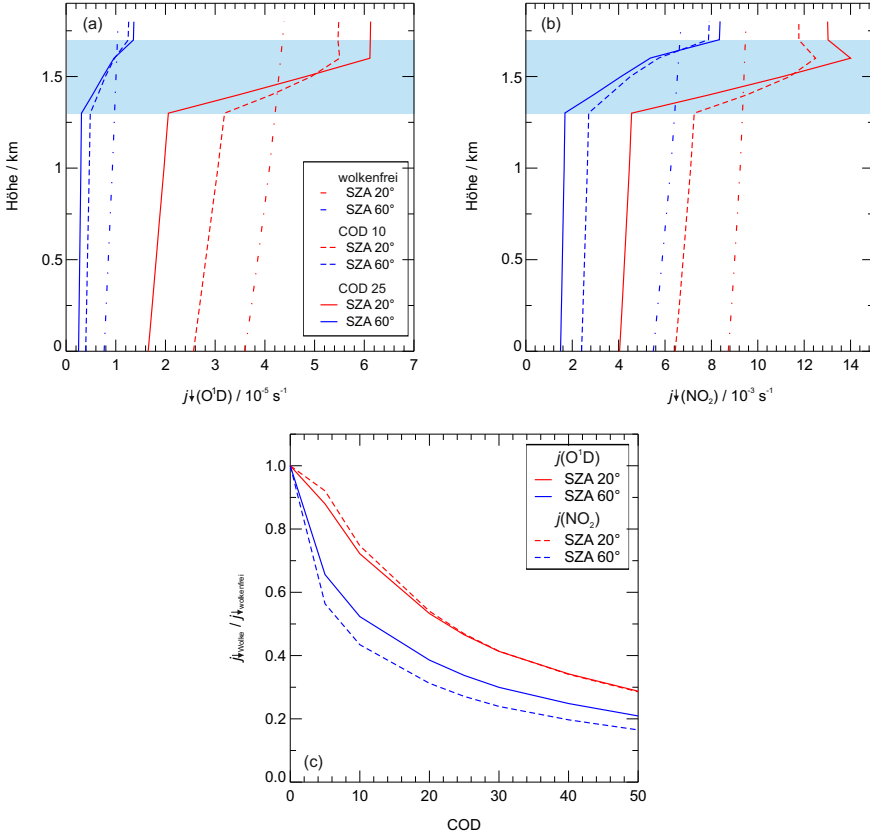 (a)
Höhe / km
1.5
1
0.5
0
0 1 2 3 4 5 6 7
j↓(O¹D) / 10⁻⁵ s⁻¹
wolkenfrei
SZA 20°
SZA 60°
COD 10
SZA 20°
SZA 60°
COD 25
SZA 20°
SZA 60°
(b)
Höhe / km
1.5
1
0.5
0
0 2 4 6 8 10 12 14
j↓(NO₂) / 10⁻³ s⁻¹
j↓Wolke / j↓wolkenfrei
1.0
0.8
0.6
0.4
0.2
0.0
j(O¹D)
SZA 20°
SZA 60°
j(NO₂)
SZA 20°
SZA 60°
(c)
0 10 20 30 40 50
COD